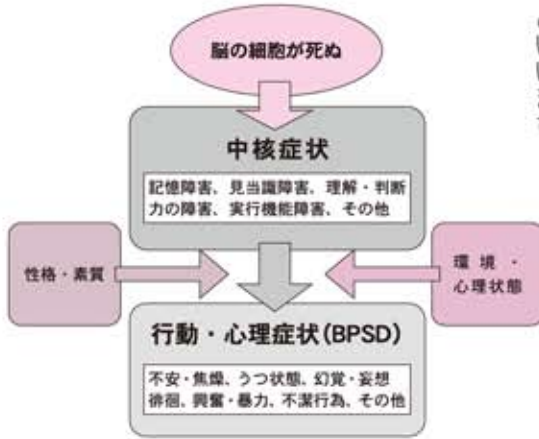 脳の細胞が死ぬ
中核症状
記憶障害、見当識障害、理解・判断
力の障害、実行機能障害、その他
性格・素質
環境・
心理状態
行動・心理症状(BPSD)
不安・焦燥、うつ状態、幻覚・妄想
徘徊、興奮・暴力、不潔行為、その他